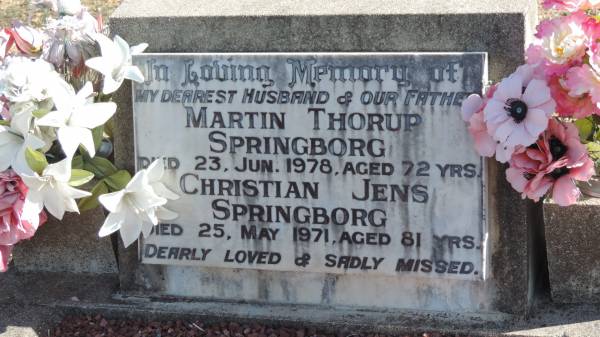 In Loving Memory of
MY DEAREST HUSBAND & OUR FATHER
MARTIN THORUP
SPRINGBORG
DIED 23, JUN. 1978, AGED 72 YRS.
CHRISTIAN JENS
SPRINGBORG
DIED 25, MAY 1971, AGED 81 YRS.
DEARLY LOVED & SADLY MISSED.